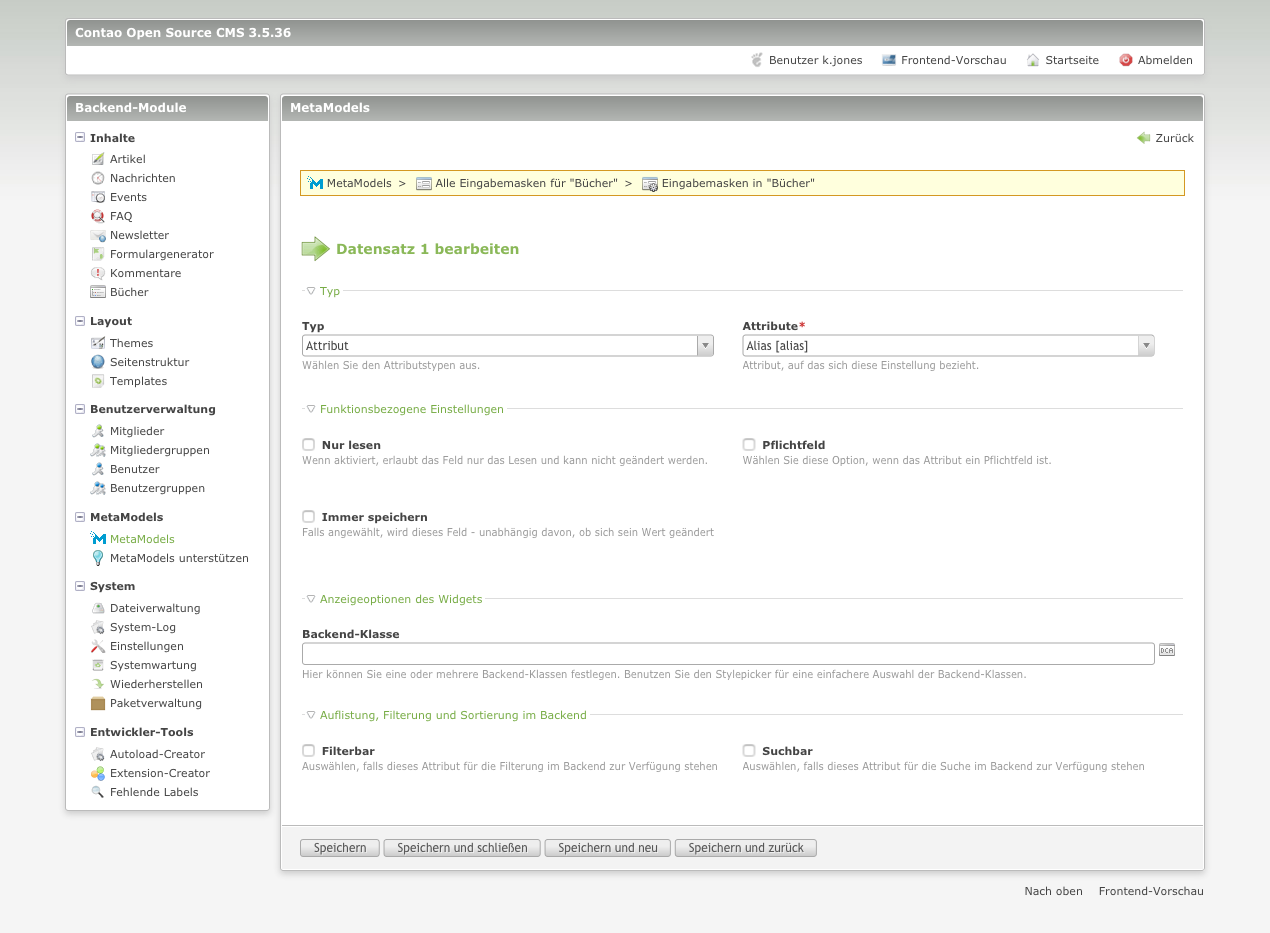 Contao Open Source CMS 3.5.36
Benutzer k.jones Frontend-Vorschau Startseite Abmelden
Backend-Module
Inhalte
Artikel
Nachrichten
Events
FAQ
Newsletter
Formulargenerator
Kommentare
Bücher
Layout
Themes
Seitenstruktur
Templates
Benutzerverwaltung
Mitglieder
Mitgliedergruppen
Benutzer
Benutzergruppen
MetaModels
MetaModels
MetaModels unterstützen
System
Dateiverwaltung
System-Log
Einstellungen
Systemwartung
Wiederherstellen
Paketverwaltung
Entwickler-Tools
Autoload-Creator
Extension-Creator
Fehlende Labels
MetaModels
Zurück
MetaModels > Alle Eingabemasken für "Bücher" > Eingabemasken in "Bücher"
Datensatz 1 bearbeiten
Typ
Typ Attribute*
Attribut Alias [alias]
Wählen Sie den Attributstypen aus. Attribut, auf das sich diese Einstellung bezieht.
Funktionsbezogene Einstellungen
Nur lesen Pflichtfeld
Wenn aktiviert, erlaubt das Feld nur das Lesen und kann nicht geändert werden. Wählen Sie diese Option, wenn das Attribut ein Pflichtfeld ist.
Immer speichern
Falls angewählt, wird dieses Feld - unabhängig davon, ob sich sein Wert geändert
Anzeigeoptionen des Widgets
Backend-Klasse
DCA
Hier können Sie eine oder mehrere Backend-Klassen festlegen. Benutzen Sie den Stylepicker für eine einfachere Auswahl der Backend-Klassen.
Auflistung, Filterung und Sortierung im Backend
Filterbar Suchbar
Auswählen, falls dieses Attribut für die Filterung im Backend zur Verfügung stehen Auswählen, falls dieses Attribut für die Suche im Backend zur Verfügung stehen
Speichern Speichern und schließen Speichern und neu Speichern und zurück
Nach oben Frontend-Vorschau